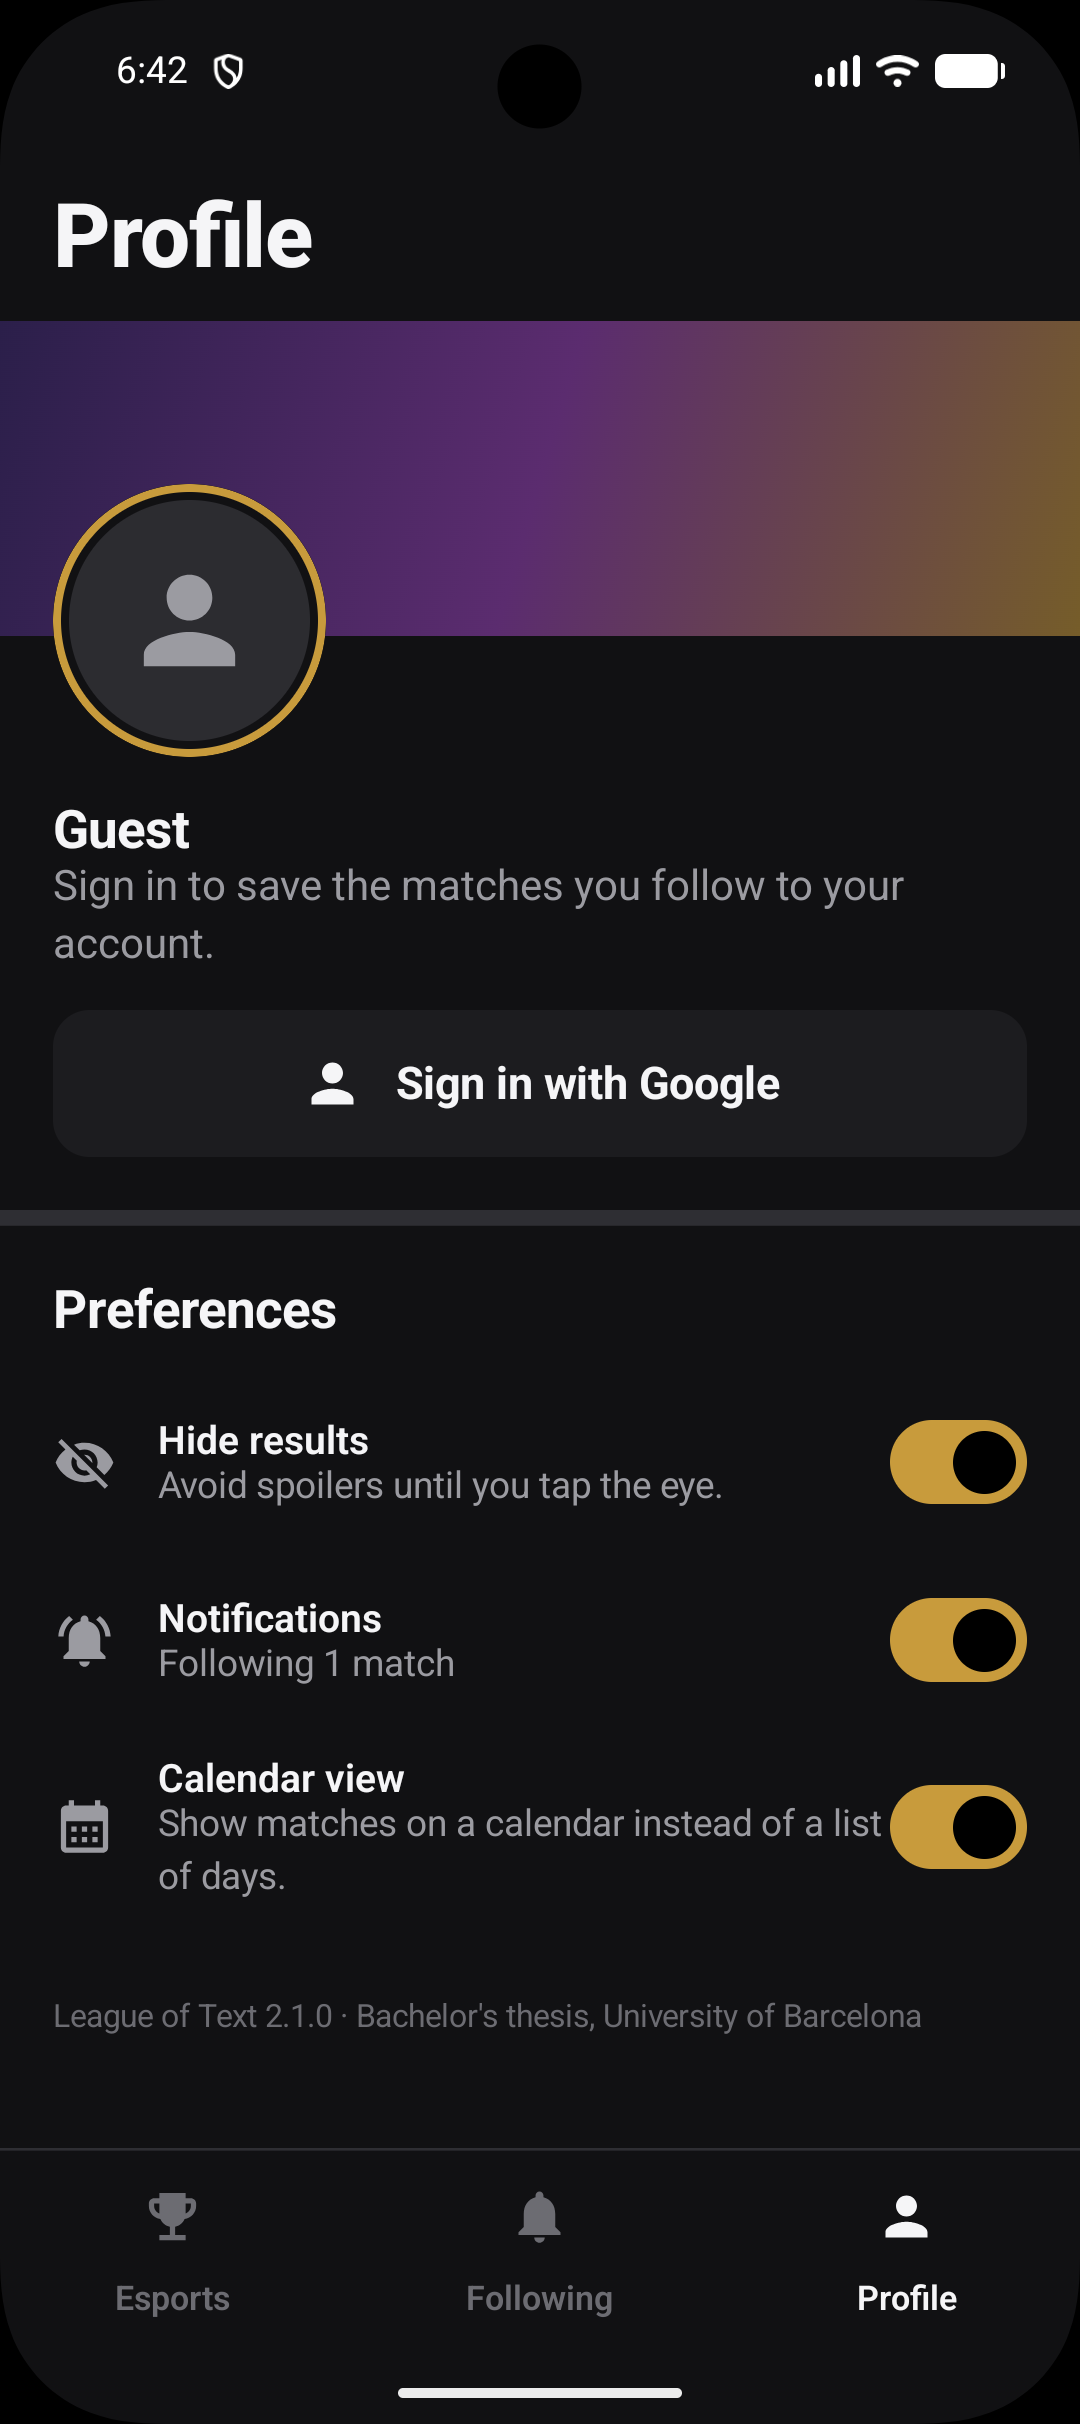 6:42
Profile
Guest
Sign in to save the matches you follow to your
account.
Sign in with Google
Preferences
Hide results
Avoid spoilers until you tap the eye.
Notifications
Following 1 match
Calendar view
Show matches on a calendar instead of a list
of days.
League of Text 2.1.0 · Bachelor's thesis, University of Barcelona
Esports
Following
Profile